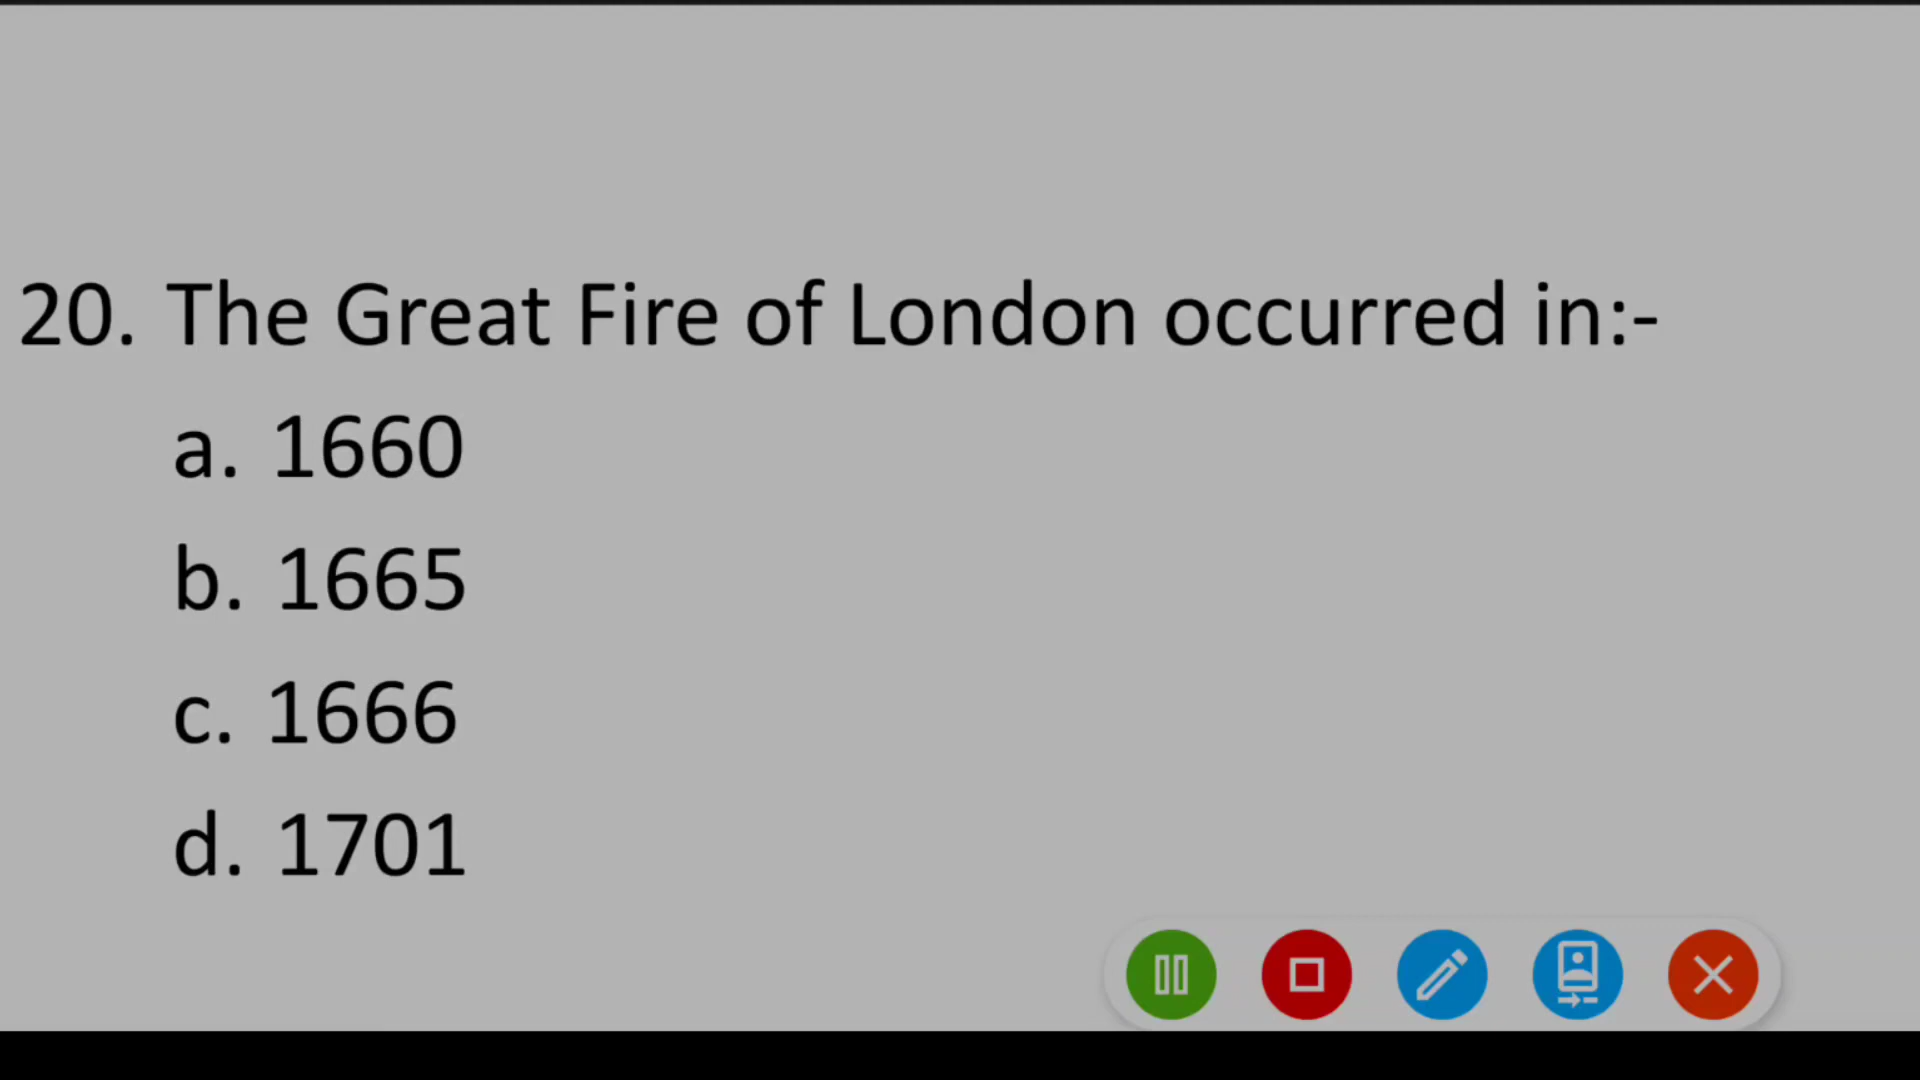 20. The Great Fire of London occurred in:-
a. 1660
b. 1665
c. 1666
d. 1701